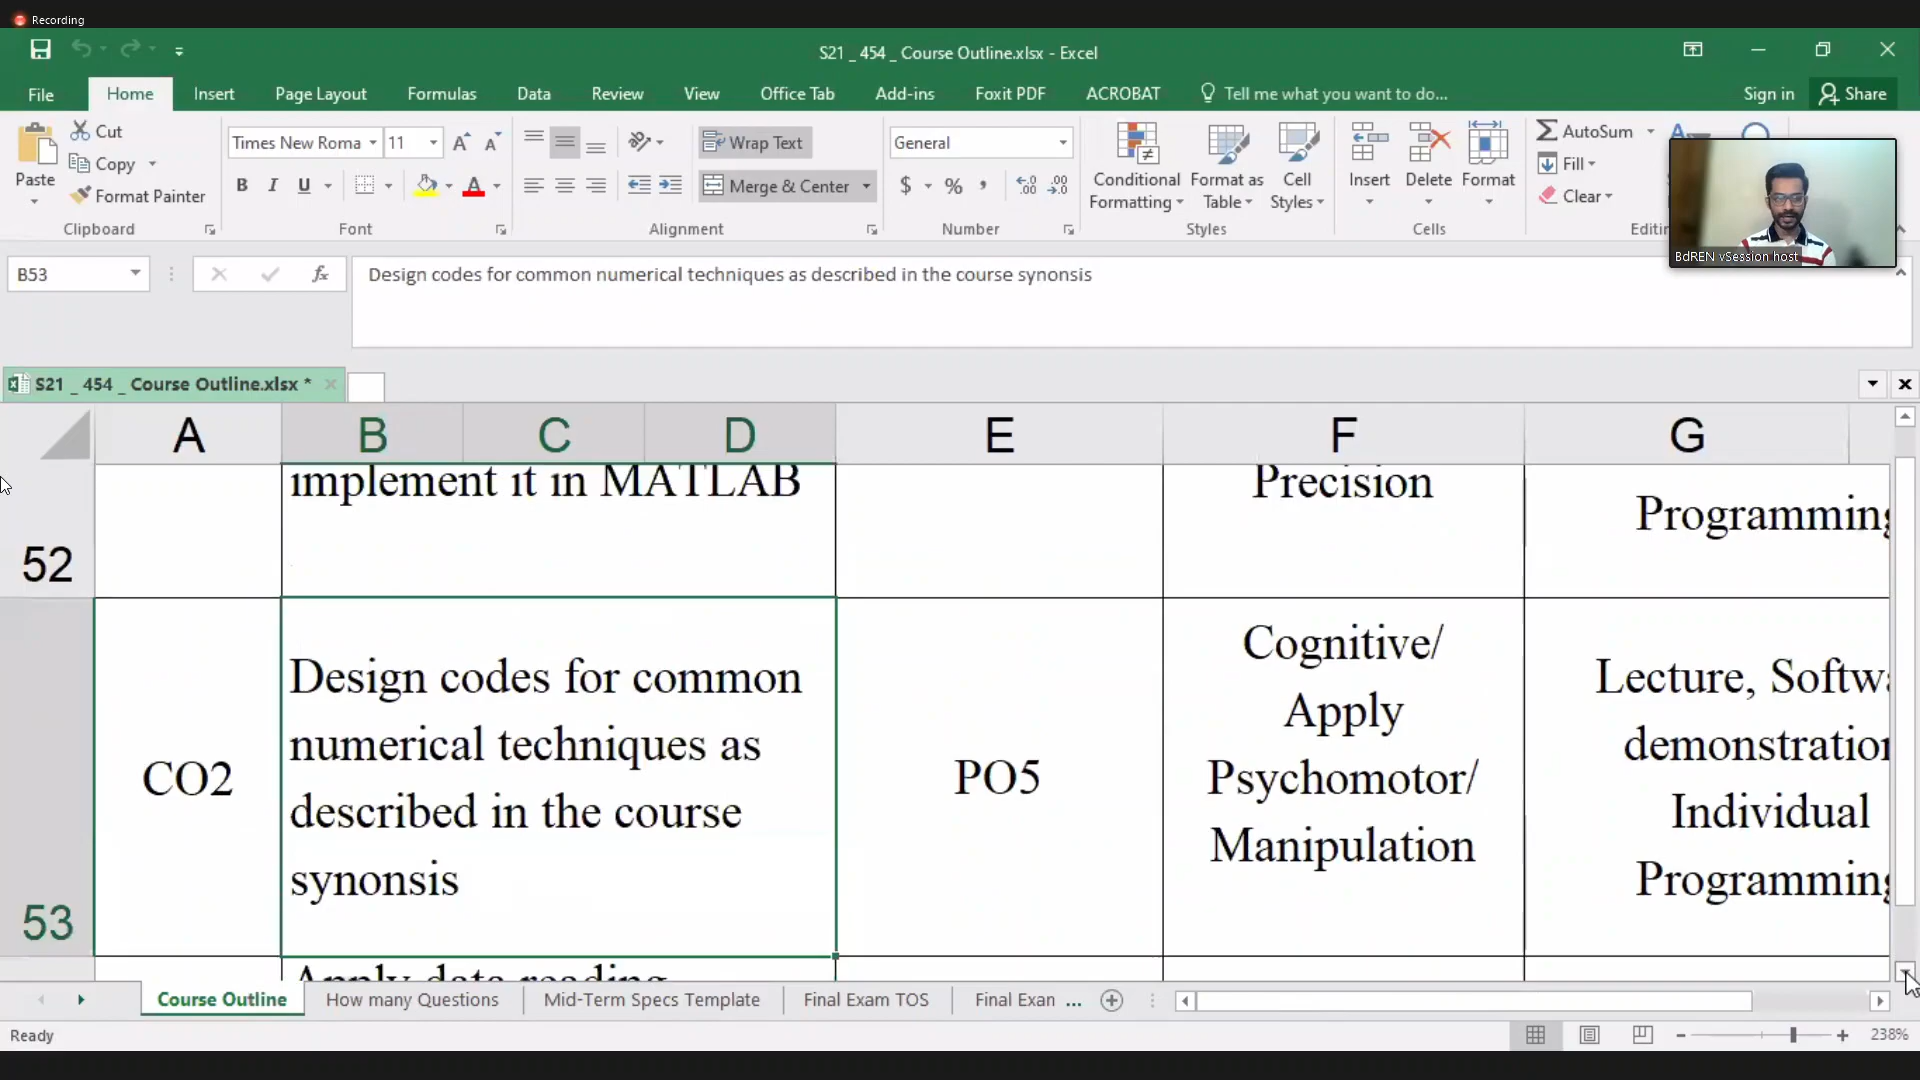 Recording
S21 _ 454 _ Course Outline.xlsx - Excel
File Home Insert Page Layout Formulas Data Review View Office Tab Add-ins Foxit PDF ACROBAT Tell me what you want to do... Sign in Share
Cut
Copy
Format Painter
Paste
Times New Roma 11
B I U A
Wrap Text
Merge & Center
General
$ % ,
Conditional Formatting
Format as Table
Cell Styles
Insert Delete Format
AutoSum
Fill
Clear
Clipboard Font Alignment Number Styles Cells
BdREN vSession host
B53 fx Design codes for common numerical techniques as described in the course synonsis
S21 _ 454 _ Course Outline.xlsx *
A B C D E F G
52
implement it in MATLAB
Precision
53
CO2
Design codes for common
numerical techniques as
described in the course
synonsis
PO5
Cognitive/
Apply
Psychomotor/
Manipulation
Lecture,
Individual
Apply data reading
Course Outline How many Questions Mid-Term Specs Template Final Exam TOS Final Exan ...
Ready
238%